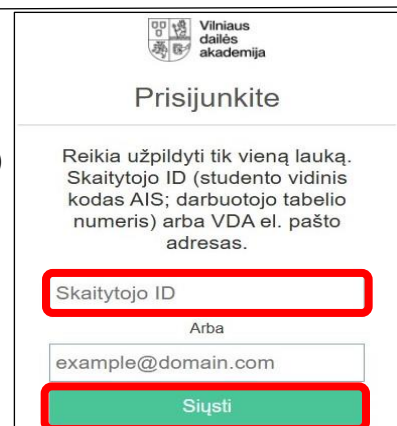 Vilniaus
dailės
akademija
Prisijunkite
Reikia užpildyti tik vieną lauką.
Skaitytojo ID (studento vidinis
kodas AIS; darbuotojo tabelio
numeris) arba VDA el. pašto
adresas.
Skaitytojo ID
Arba
example@domain.com
Siųsti